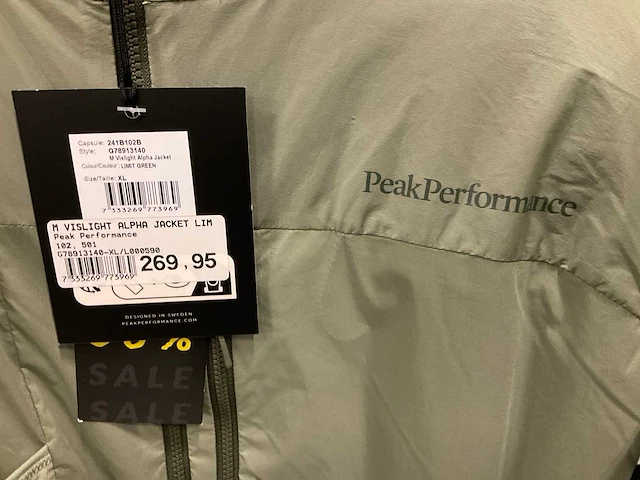 Capsule: 241B102B
Style: G78913140
M Vislight Alpha Jacket
Colour/Couleur: LIMIT GREEN
Size/Taille: XL
7 333269 773969
M VISLIGHT ALPHA JACKET LIM
Peak Performance
102, 501
G78913140-XL/L000590
7 333269 773969
269,95
DESIGNED IN SWEDEN
PEAKPERFORMANCE.COM
%
SALE
SALE
PeakPerformance